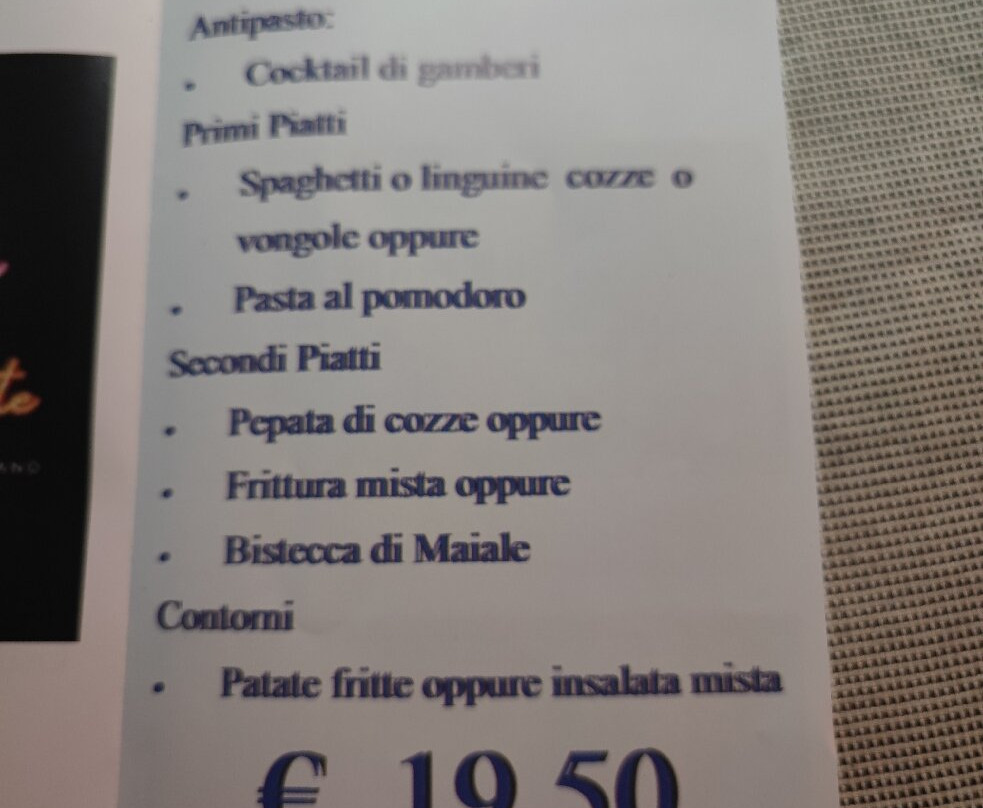 Antipasto:
• Cocktail di gamberi
Primi Piatti
• Spaghetti o linguine cozze o
vongole oppure
• Pasta al pomodoro
Secondi Piatti
• Pepata di cozze oppure
• Frittura mista oppure
• Bistecca di Maiale
Contorni
• Patate fritte oppure insalata mista
€ 19,50